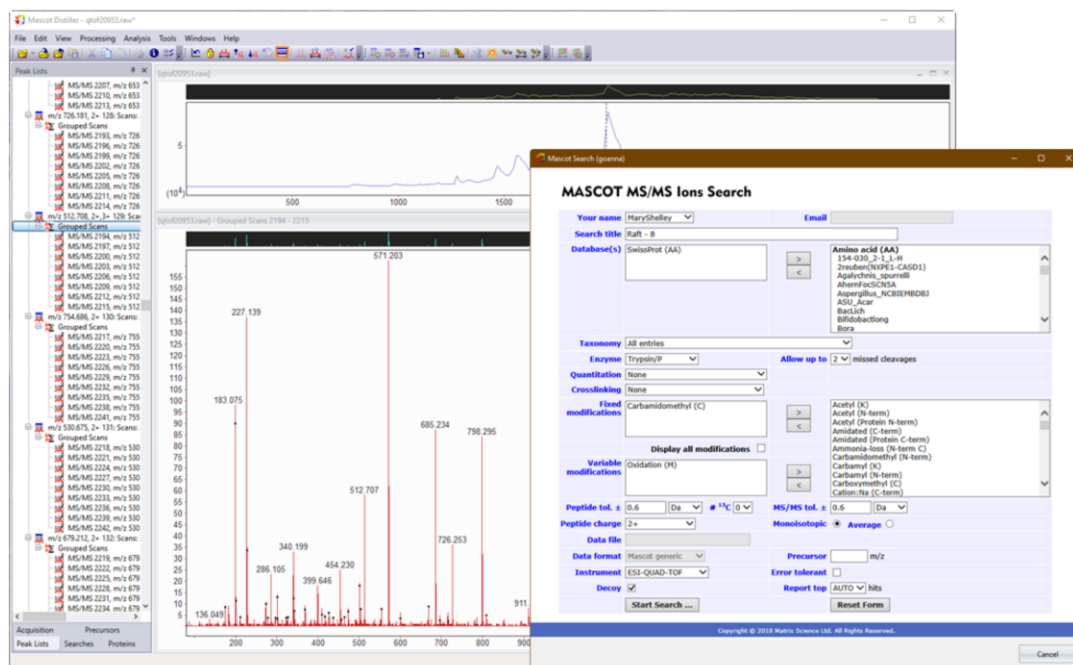 Mascot Distiller - qtof20953.raw*
File Edit View Processing Analysis Tools Windows Help
Peak Lists
MS/MS 2207, m/z 653
MS/MS 2210, m/z 653
MS/MS 2213, m/z 653
m/z 726.181, 2+ 128: Scans:
Grouped Scans
MS/MS 2193, m/z 726
MS/MS 2196, m/z 726
MS/MS 2199, m/z 726
MS/MS 2202, m/z 726
MS/MS 2205, m/z 726
MS/MS 2208, m/z 726
MS/MS 2211, m/z 726
MS/MS 2214, m/z 726
m/z 512.708, 2+,3+ 129: Scan
Grouped Scans
MS/MS 2194, m/z 512
MS/MS 2197, m/z 512
MS/MS 2200, m/z 512
MS/MS 2203, m/z 512
MS/MS 2206, m/z 512
MS/MS 2209, m/z 512
MS/MS 2212, m/z 512
MS/MS 2215, m/z 512
m/z 754.686, 2+ 130: Scans:
Grouped Scans
MS/MS 2217, m/z 755
MS/MS 2220, m/z 755
MS/MS 2223, m/z 755
MS/MS 2226, m/z 755
MS/MS 2229, m/z 755
MS/MS 2232, m/z 755
MS/MS 2235, m/z 755
MS/MS 2238, m/z 755
MS/MS 2241, m/z 755
m/z 530.675, 2+ 131: Scans:
Grouped Scans
MS/MS 2218, m/z 530
MS/MS 2221, m/z 530
MS/MS 2224, m/z 530
MS/MS 2227, m/z 530
MS/MS 2230, m/z 530
MS/MS 2233, m/z 530
MS/MS 2236, m/z 530
MS/MS 2239, m/z 530
MS/MS 2242, m/z 530
m/z 679.212, 2+ 132: Scans:
Grouped Scans
MS/MS 2219, m/z 679
MS/MS 2222, m/z 679
MS/MS 2225, m/z 679
MS/MS 2228, m/z 679
MS/MS 2231, m/z 679
MS/MS 2234, m/z 679
Acquisition Precursors
Peak Lists Searches Proteins
[qtof20953.raw]
5
(10⁴)
500 1000 1500
[qtof20953.raw] - Grouped Scans 2194 - 2215
155
150
145
140
135
130
125
120
115
110
105
100
95
90
85
80
75
70
65
60
55
50
45
40
35
30
25
20
15
10
5
571.203
227.139
183.075
685.234
798.295
512.707
726.253
340.199
286.105
399.646
454.230
136.049
911.
200 300 400 500 600 700 800 900
Mascot Search (goanna)
MASCOT MS/MS Ions Search
Your name MaryShelley Email
Search title Raft - 8
Database(s) SwissProt (AA)
>
<
Amino acid (AA)
154-030_2-1_L-H
2reuben(NXPE1-CASD1)
Agalychnis_spurrelli
AhernFocSCN5A
Aspergillus_NCBIEMBDBJ
ASU_Acar
BacLich
Bifidobactlong
Bora
Taxonomy All entries
Enzyme Trypsin/P Allow up to 2 missed cleavages
Quantitation None
Crosslinking None
Fixed modifications Carbamidomethyl (C)
>
<
Display all modifications
Variable modifications Oxidation (M)
>
<
Acetyl (K)
Acetyl (N-term)
Acetyl (Protein N-term)
Amidated (C-term)
Amidated (Protein C-term)
Ammonia-loss (N-term C)
Carbamidomethyl (N-term)
Carbamyl (K)
Carbamyl (N-term)
Carboxymethyl (C)
Cation:Na (C-term)
Peptide tol. ± 0.6 Da # ¹³C 0 MS/MS tol. ± 0.6 Da
Peptide charge 2+ Monoisotopic Average
Data file
Data format Mascot generic Precursor m/z
Instrument ESI-QUAD-TOF Error tolerant
Decoy Report top AUTO hits
Start Search ... Reset Form
Copyright © 2018 Matrix Science Ltd. All Rights Reserved.
Cancel